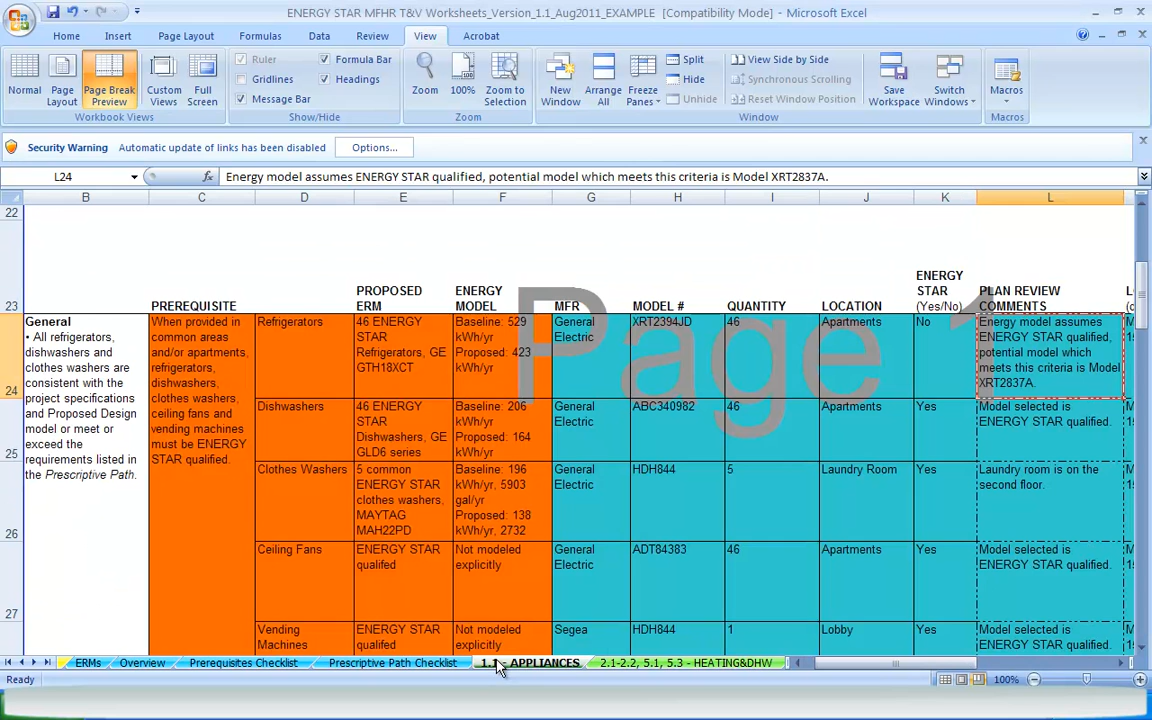 ENERGY STAR MFHR T&V Worksheets_Version_1.1_Aug2011_EXAMPLE [Compatibility Mode] - Microsoft Excel
Home Insert Page Layout Formulas Data Review View Acrobat
Normal
Page Layout
Page Break Preview
Custom Views
Full Screen
Workbook Views
Ruler
Gridlines
Message Bar
Formula Bar
Headings
Show/Hide
Zoom
100%
Zoom to Selection
Zoom
New Window
Arrange All
Freeze Panes
Split
Hide
Unhide
View Side by Side
Synchronous Scrolling
Reset Window Position
Window
Save Workspace
Switch Windows
Macros
Macros
Security Warning Automatic update of links has been disabled Options...
L24 fx Energy model assumes ENERGY STAR qualified, potential model which meets this criteria is Model XRT2837A.
B C D E F G H I J K L
22
23
PREREQUISITE
PROPOSED
ERM
ENERGY
MODEL
MFR
MODEL #
QUANTITY
LOCATION
ENERGY
STAR
(Yes/No)
PLAN REVIEW
COMMENTS
Page 1
24
General
• All refrigerators,
dishwashers and
clothes washers are
consistent with the
project specifications
and Proposed Design
model or meet or
exceed the
requirements listed in
the Prescriptive Path.
When provided in
common areas
and/or apartments,
refrigerators,
dishwashers,
clothes washers,
ceiling fans and
vending machines
must be ENERGY
STAR qualified.
Refrigerators
46 ENERGY
STAR
Refrigerators, GE
GTH18XCT
Baseline: 529
kWh/yr
Proposed: 423
kWh/yr
General
Electric
XRT2394JD
46
Apartments
No
Energy model assumes
ENERGY STAR qualified,
potential model which
meets this criteria is Model
XRT2837A.
25
Dishwashers
46 ENERGY
STAR
Dishwashers, GE
GLD6 series
Baseline: 206
kWh/yr
Proposed: 164
kWh/yr
General
Electric
ABC340982
46
Apartments
Yes
Model selected is
ENERGY STAR qualified.
26
Clothes Washers
5 common
ENERGY STAR
clothes washers,
MAYTAG
MAH22PD
Baseline: 196
kWh/yr, 5903
gal/yr
Proposed: 138
kWh/yr, 2732
General
Electric
HDH844
5
Laundry Room
Yes
Laundry room is on the
second floor.
27
Ceiling Fans
ENERGY STAR
qualifed
Not modeled
explicitly
General
Electric
ADT84383
46
Apartments
Yes
Model selected is
ENERGY STAR qualified.
Vending
Machines
ENERGY STAR
qualifed
Not modeled
explicitly
Segea
HDH844
1
Lobby
Yes
Model selected is
ENERGY STAR qualified.
ERMs Overview Prerequisites Checklist Prescriptive Path Checklist 1.1 - APPLIANCES 2.1-2.2, 5.1, 5.3 - HEATING&DHW
Ready 100%